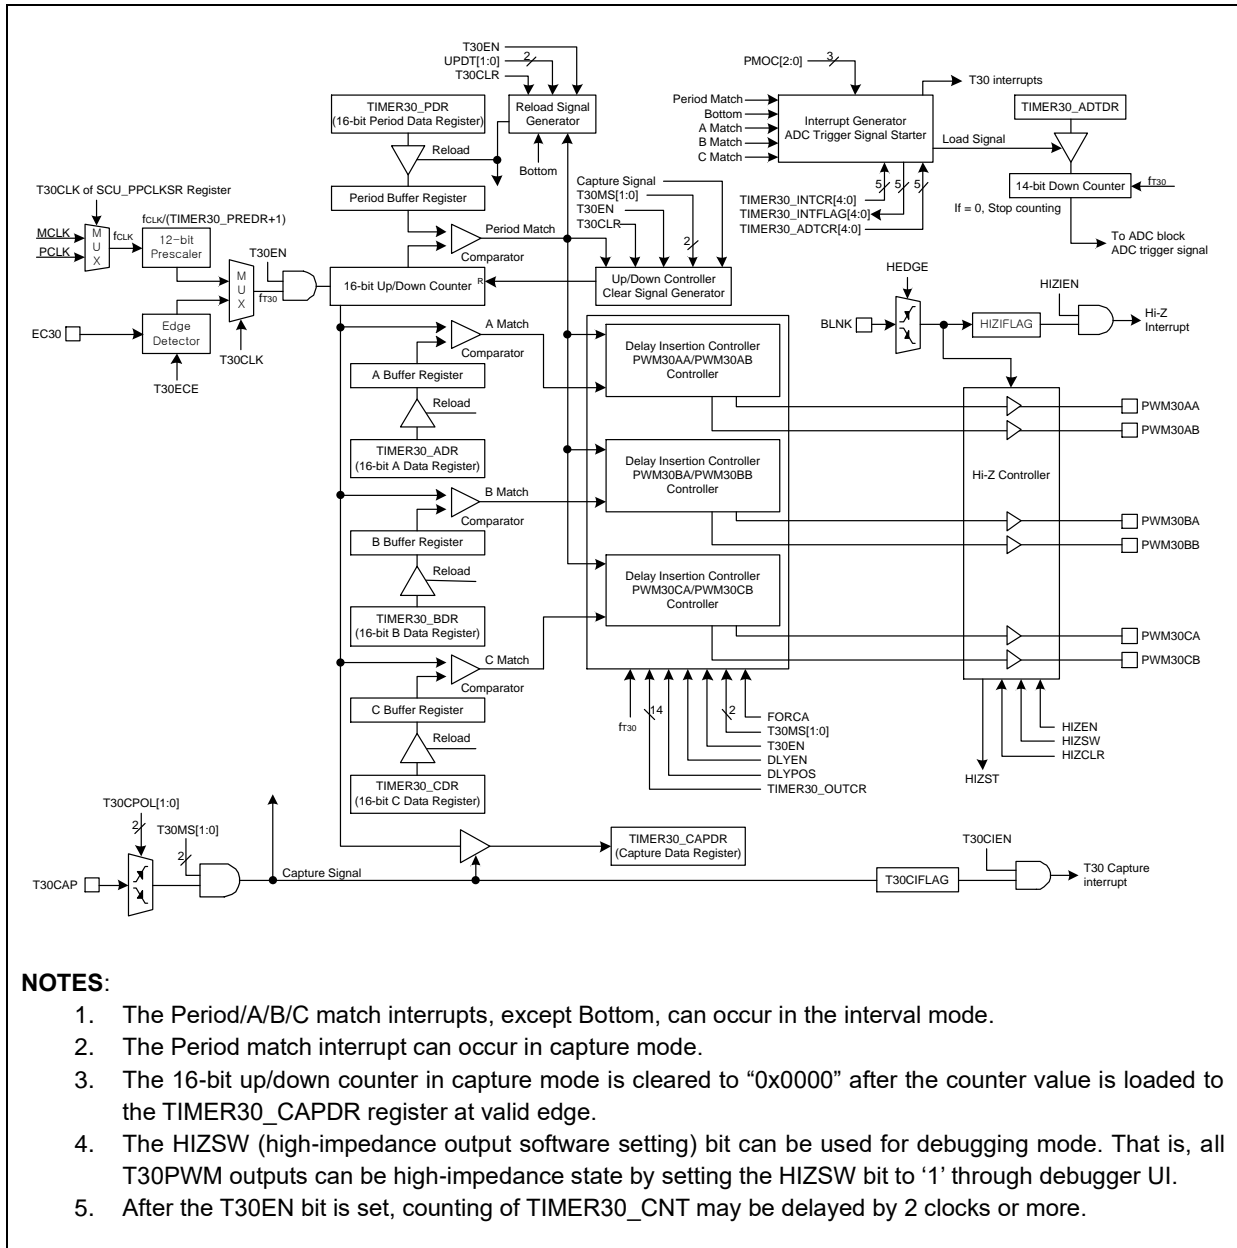 T30EN
UPDT[1:0]
2
T30CLR
PMOC[2:0]
3
T30 interrupts
TIMER30_PDR
(16-bit Period Data Register)
Reload Signal
Generator
Period Match
Bottom
A Match
B Match
C Match
Interrupt Generator
ADC Trigger Signal Starter
TIMER30_ADTDR
Load Signal
Reload
Bottom
14-bit Down Counter
fT30
If = 0, Stop counting
5
5
5
TIMER30_INTCR[4:0]
TIMER30_INTFLAG[4:0]
TIMER30_ADTCR[4:0]
To ADC block
ADC trigger signal
T30CLK of SCU_PPCLKSR Register
Period Buffer Register
Capture Signal
T30MS[1:0]
T30EN
T30CLR
2
fCLK/(TIMER30_PREDR+1)
MCLK
PCLK
MUX
fCLK
12-bit
Prescaler
T30EN
Period Match
Comparator
MUX
fT30
16-bit Up/Down Counter
R
Up/Down Controller
Clear Signal Generator
HEDGE
HIZIEN
BLNK
HIZIFLAG
Hi-Z
Interrupt
EC30
Edge
Detector
T30CLK
T30ECE
A Match
Comparator
A Buffer Register
Reload
TIMER30_ADR
(16-bit A Data Register)
Delay Insertion Controller
PWM30AA/PWM30AB
Controller
PWM30AA
PWM30AB
B Match
Comparator
B Buffer Register
Reload
TIMER30_BDR
(16-bit B Data Register)
Delay Insertion Controller
PWM30BA/PWM30BB
Controller
Hi-Z Controller
PWM30BA
PWM30BB
Delay Insertion Controller
PWM30CA/PWM30CB
Controller
PWM30CA
PWM30CB
C Match
Comparator
C Buffer Register
Reload
TIMER30_CDR
(16-bit C Data Register)
fT30
14
2
FORCA
T30MS[1:0]
T30EN
DLYEN
DLYPOS
TIMER30_OUTCR
HIZEN
HIZSW
HIZCLR
HIZST
T30CPOL[1:0]
2
T30MS[1:0]
2
T30CAP
Capture Signal
TIMER30_CAPDR
(Capture Data Register)
T30CIEN
T30CIFLAG
T30 Capture
interrupt
NOTES:
1. The Period/A/B/C match interrupts, except Bottom, can occur in the interval mode.
2. The Period match interrupt can occur in capture mode.
3. The 16-bit up/down counter in capture mode is cleared to “0x0000” after the counter value is loaded to
the TIMER30_CAPDR register at valid edge.
4. The HIZSW (high-impedance output software setting) bit can be used for debugging mode. That is, all
T30PWM outputs can be high-impedance state by setting the HIZSW bit to ‘1’ through debugger UI.
5. After the T30EN bit is set, counting of TIMER30_CNT may be delayed by 2 clocks or more.